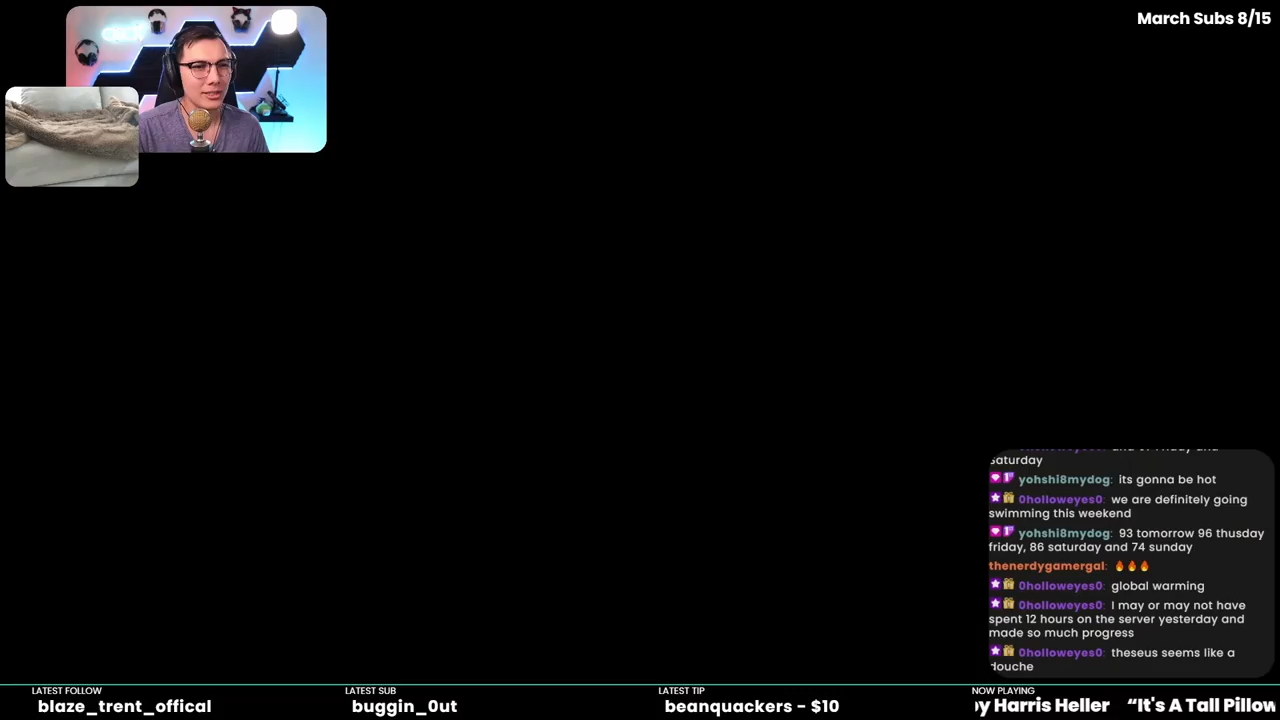 March Subs 8/15
saturday
yohshi8mydog: its gonna be hot
0holloweyes0: we are definitely going
swimming this weekend
yohshi8mydog: 93 tomorrow 96 thusday
friday, 86 saturday and 74 sunday
thenerdygamergal: 🔥🔥🔥
0holloweyes0: global warming
0holloweyes0: I may or may not have
spent 12 hours on the server yesterday and
made so much progress
0holloweyes0: theseus seems like a
douche
LATEST FOLLOW
blaze_trent_offical
LATEST SUB
buggin_0ut
LATEST TIP
beanquackers - $10
NOW PLAYING
by Harris Heller “It's A Tall Pillow